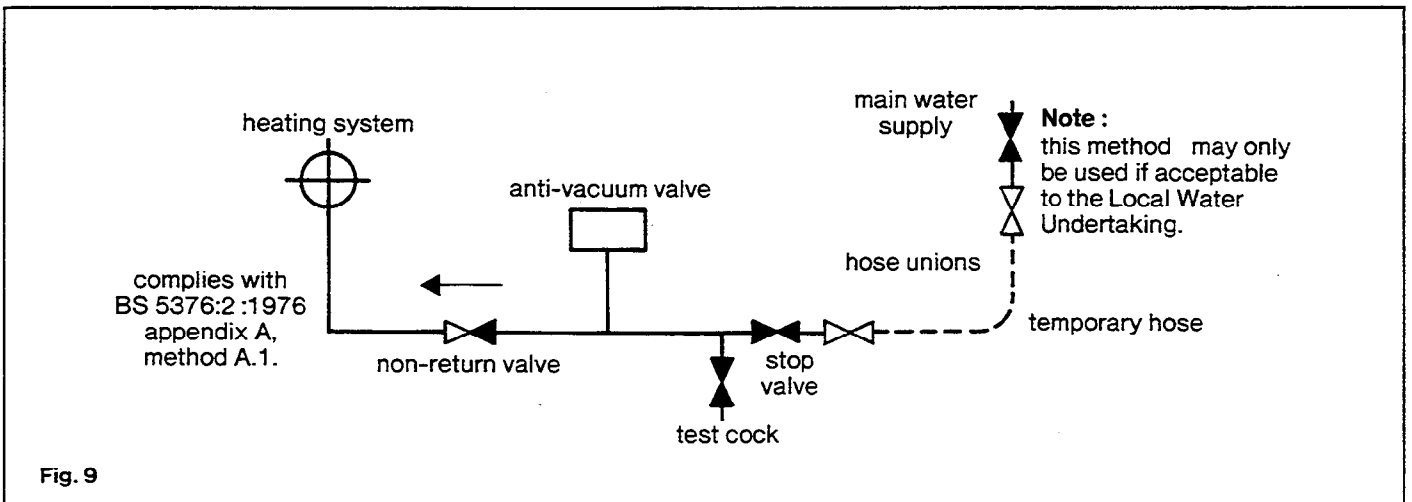 heating system
anti-vacuum valve
main water
supply
Note :
this method may only
be used if acceptable
to the Local Water
Undertaking.
hose unions
temporary hose
complies with
BS 5376:2 :1976
appendix A,
method A.1.
non-return valve
stop
valve
test cock
Fig. 9